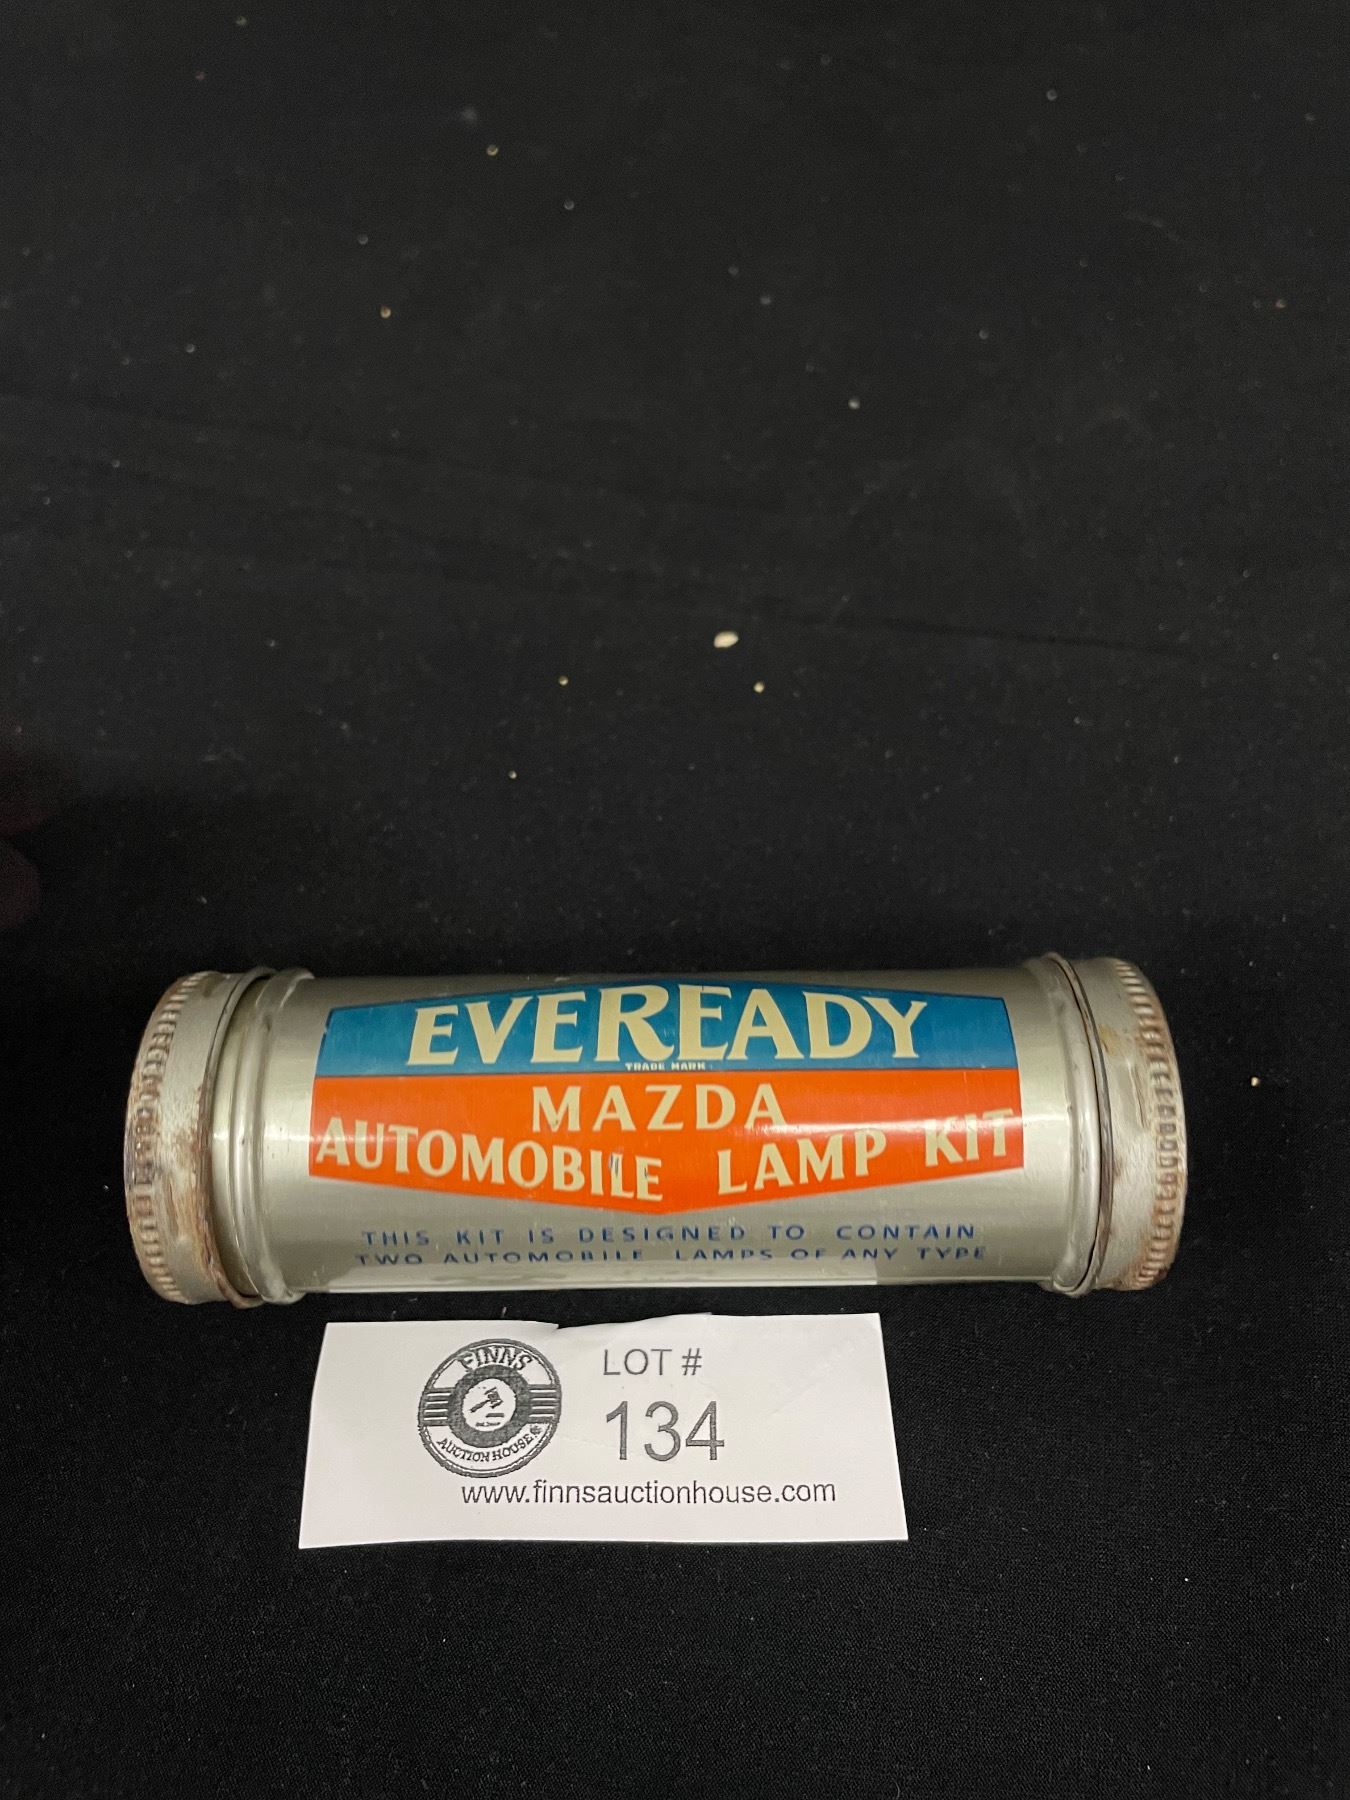 EVEREADY
TRADE MARK
MAZDA
AUTOMOBILE LAMP KIT
THIS KIT IS DESIGNED TO CONTAIN
TWO AUTOMOBILE LAMPS OF ANY TYPE
FINNS
AUCTION HOUSE
LOT #
134
www.finnsauctionhouse.com